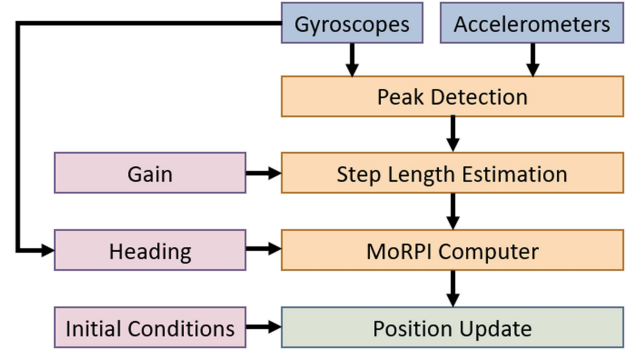 Gyroscopes
Accelerometers
Peak Detection
Gain
Step Length Estimation
Heading
MoRPI Computer
Initial Conditions
Position Update